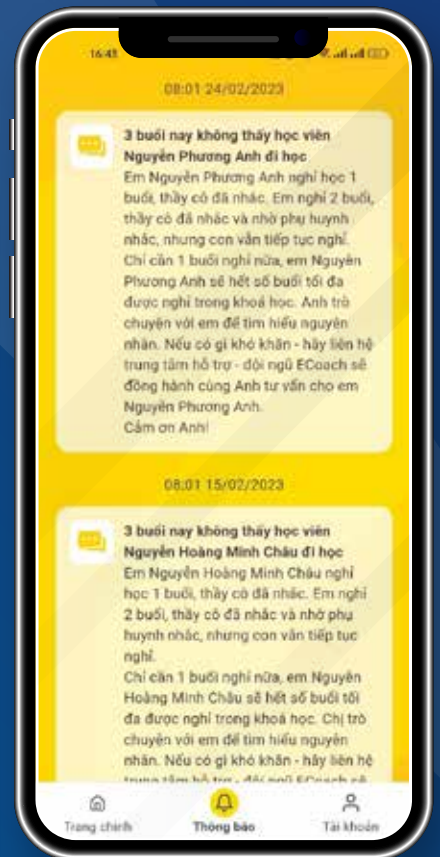 16:43
08:01 24/02/2023
3 buổi nay không thấy học viên
Nguyễn Phương Anh đi học
Em Nguyễn Phương Anh nghỉ học 1
buổi, thầy cô đã nhắc. Em nghỉ 2 buổi,
thầy cô đã nhắc và nhờ phụ huynh
nhắc, nhưng con vẫn tiếp tục nghỉ.
Chỉ cần 1 buổi nghỉ nữa, em Nguyễn
Phương Anh sẽ hết số buổi tối đa
được nghỉ trong khoá học. Anh trò
chuyện với em để tìm hiểu nguyên
nhân. Nếu có gì khó khăn - hãy liên hệ
trung tâm hỗ trợ - đội ngũ ECoach sẽ
đồng hành cùng Anh tư vấn cho em
Nguyễn Phương Anh.
Cảm ơn Anh!
08:01 15/02/2023
3 buổi nay không thấy học viên
Nguyễn Hoàng Minh Châu đi học
Em Nguyễn Hoàng Minh Châu nghỉ
học 1 buổi, thầy cô đã nhắc. Em nghỉ
2 buổi, thầy cô đã nhắc và nhờ phụ
huynh nhắc, nhưng con vẫn tiếp tục
nghỉ.
Chỉ cần 1 buổi nghỉ nữa, em Nguyễn
Hoàng Minh Châu sẽ hết số buổi tối
đa được nghỉ trong khoá học. Chị trò
chuyện với em để tìm hiểu nguyên
nhân. Nếu có gì khó khăn - hãy liên hệ
trung tâm hỗ trợ - đội ngũ ECoach sẽ
Trang chính
Thông báo
Tài khoản